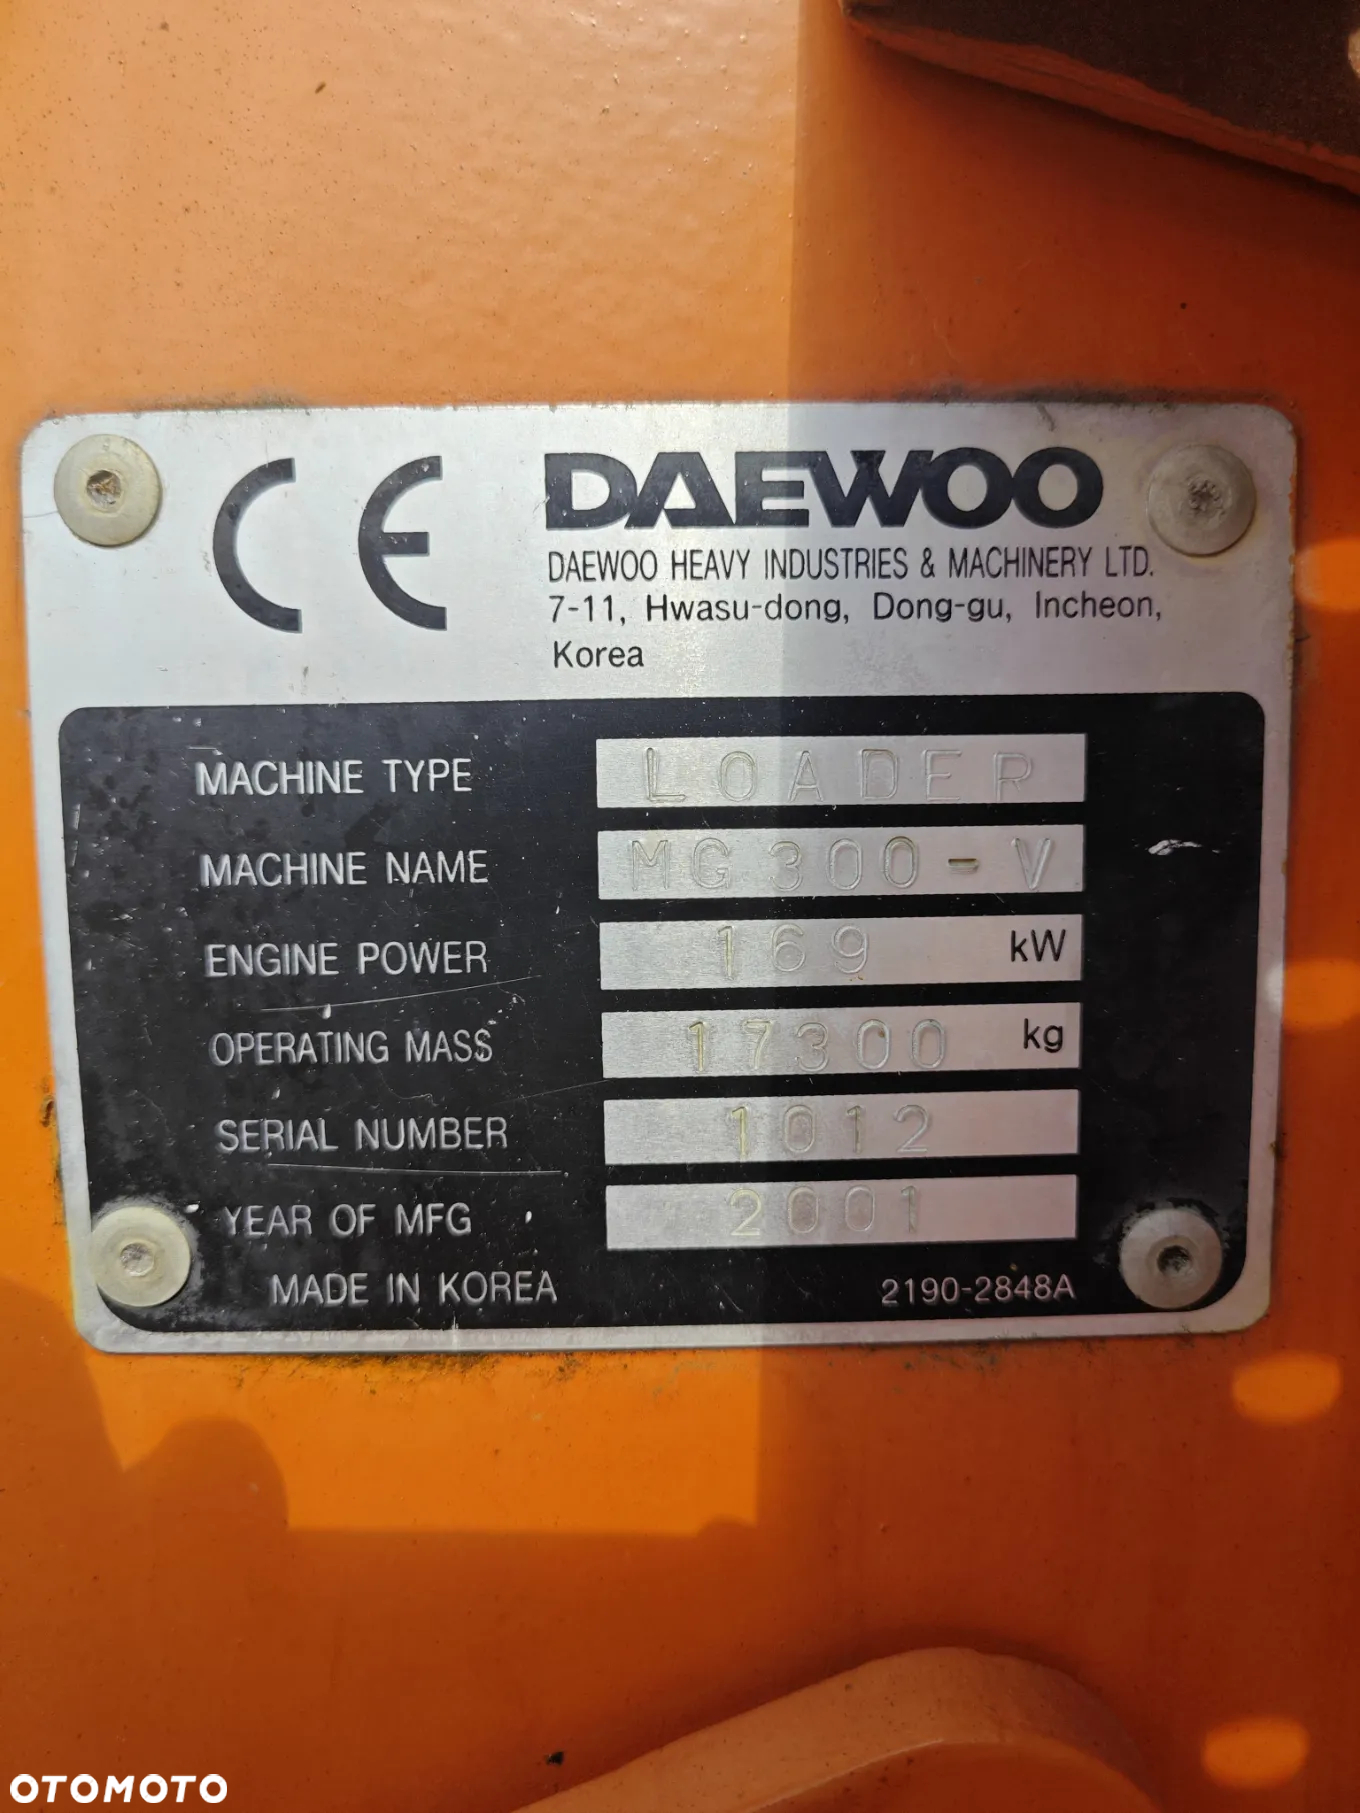 CE
DAEWOO
DAEWOO HEAVY INDUSTRIES & MACHINERY LTD.
7-11, Hwasu-dong, Dong-gu, Incheon,
Korea
MACHINE TYPE LOADER
MACHINE NAME MG300-V
ENGINE POWER 169 kW
OPERATING MASS 17300 kg
SERIAL NUMBER 1012
YEAR OF MFG 2001
MADE IN KOREA 2190-2848A
OTOMOTO